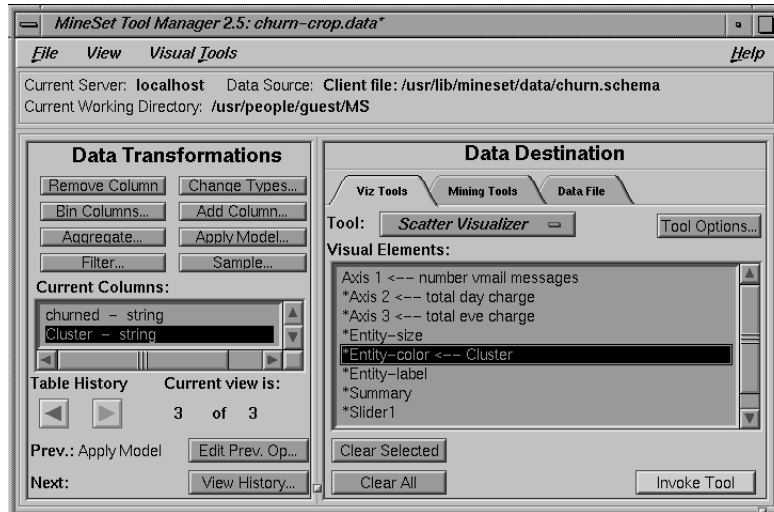 MineSet Tool Manager 2.5: churn-crop.data*
File View Visual Tools Help
Current Server: localhost Data Source: Client file: /usr/lib/mineset/data/churn.schema
Current Working Directory: /usr/people/guest/MS
Data Transformations
Remove Column Change Types...
Bin Columns... Add Column...
Aggregate... Apply Model...
Filter... Sample...
Current Columns:
churned - string
Cluster - string
Table History Current view is:
3 of 3
Prev.: Apply Model Edit Prev. Op...
Next: View History...
Data Destination
Viz Tools Mining Tools Data File
Tool: Scatter Visualizer Tool Options...
Visual Elements:
Axis 1 <-- number vmail messages
*Axis 2 <-- total day charge
*Axis 3 <-- total eve charge
*Entity-size
*Entity-color <-- Cluster
*Entity-label
*Summary
*Slider1
Clear Selected
Clear All Invoke Tool